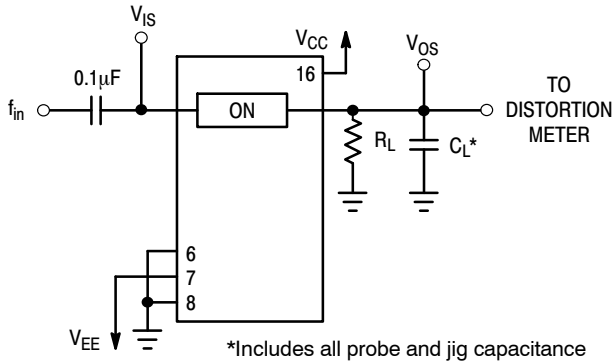 V_IS
V_CC
V_OS
16
0.1µF
f_in
ON
R_L
C_L*
TO
DISTORTION
METER
6
7
8
V_EE
*Includes all probe and jig capacitance